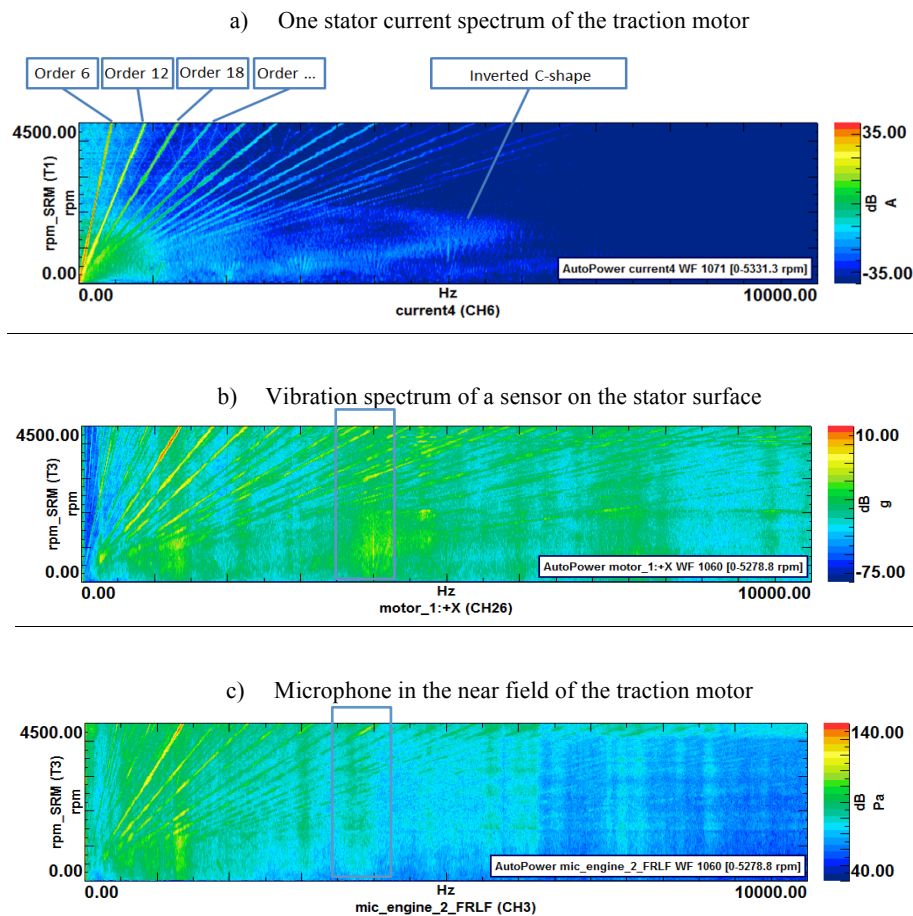 a) One stator current spectrum of the traction motor
Order 6 Order 12 Order 18 Order ... Inverted C-shape
4500.00
rpm_SRM (T1)
rpm
0.00
35.00
dB
A
-35.00
AutoPower current4 WF 1071 [0-5331.3 rpm]
0.00 Hz 10000.00
current4 (CH6)
b) Vibration spectrum of a sensor on the stator surface
4500.00
rpm_SRM (T3)
rpm
0.00
10.00
dB
g
-75.00
AutoPower motor_1:+X WF 1060 [0-5278.8 rpm]
0.00 Hz 10000.00
motor_1:+X (CH26)
c) Microphone in the near field of the traction motor
4500.00
rpm_SRM (T3)
rpm
0.00
140.00
dB
Pa
40.00
AutoPower mic_engine_2_FRLF WF 1060 [0-5278.8 rpm]
0.00 Hz 10000.00
mic_engine_2_FRLF (CH3)